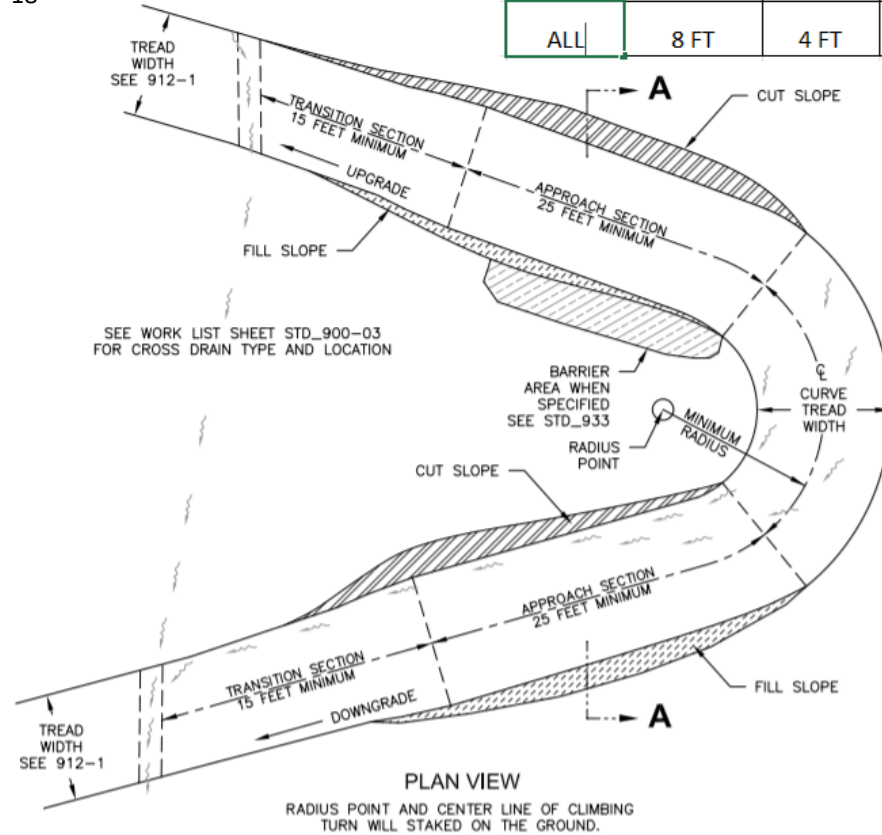 18
ALL
8 FT
4 FT
TREAD
WIDTH
SEE 912-1
A
CUT SLOPE
TRANSITION SECTION
15 FEET MINIMUM
UPGRADE
APPROACH SECTION
25 FEET MINIMUM
FILL SLOPE
SEE WORK LIST SHEET STD_900-03
FOR CROSS DRAIN TYPE AND LOCATION
BARRIER
AREA WHEN
SPECIFIED
SEE STD_933
RADIUS
POINT
MINIMUM
RADIUS
℄
CURVE
TREAD
WIDTH
CUT SLOPE
APPROACH SECTION
25 FEET MINIMUM
TRANSITION SECTION
15 FEET MINIMUM
DOWNGRADE
FILL SLOPE
A
TREAD
WIDTH
SEE 912-1
PLAN VIEW
RADIUS POINT AND CENTER LINE OF CLIMBING
TURN WILL STAKED ON THE GROUND.